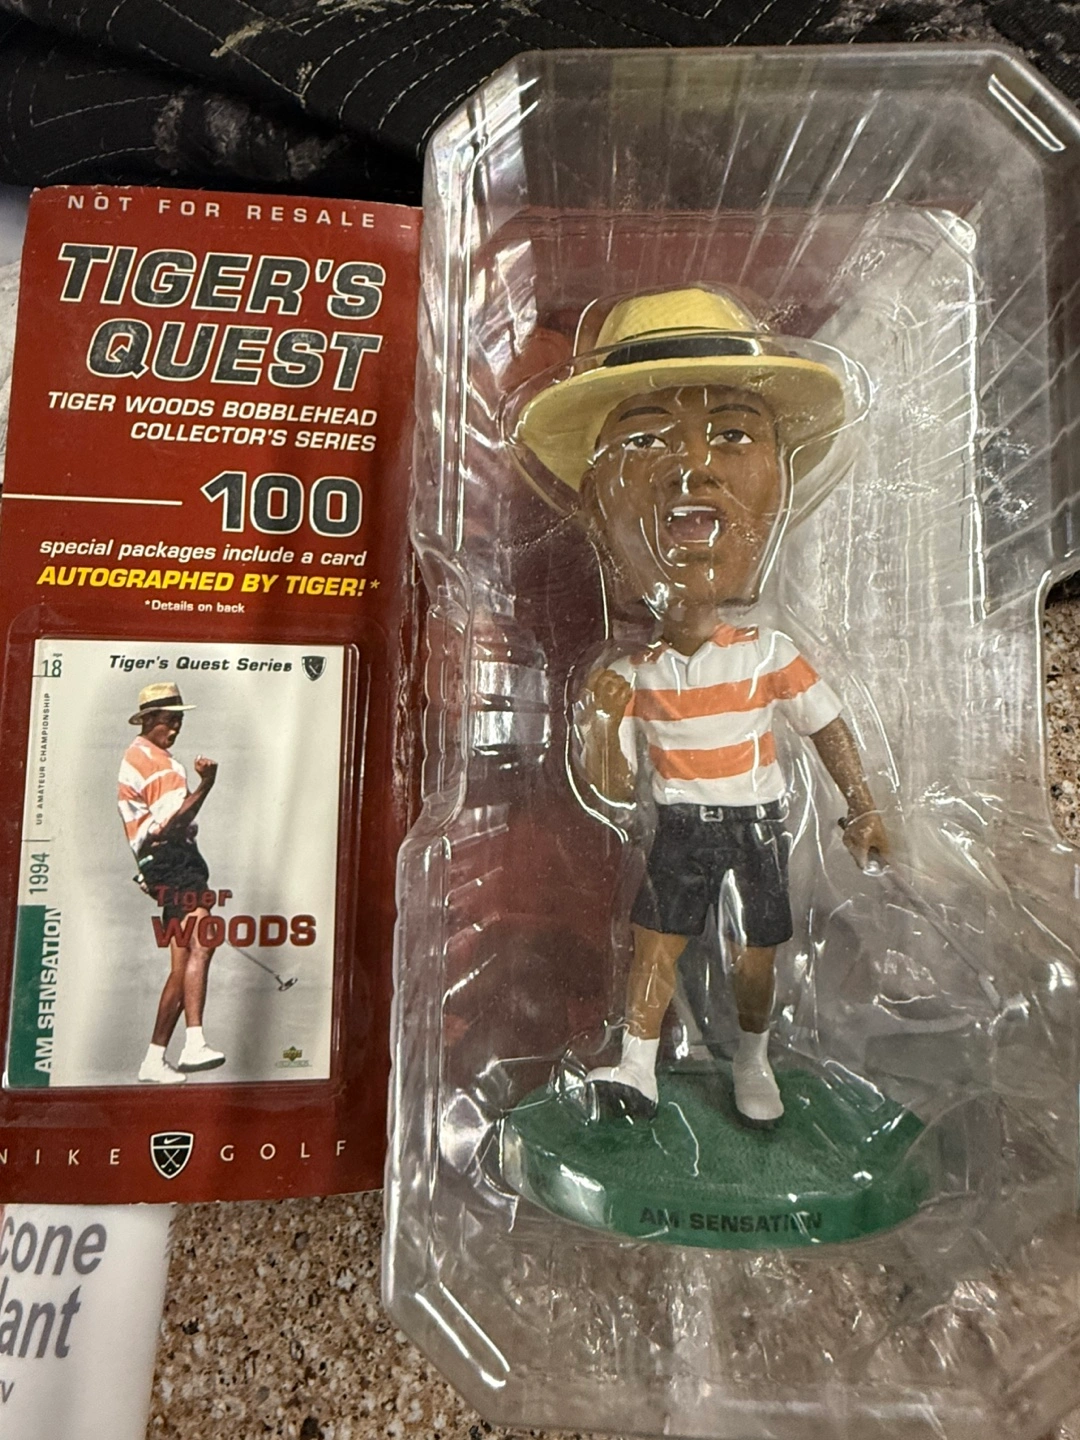 NOT FOR RESALE
TIGER'S
QUEST
TIGER WOODS BOBBLEHEAD
COLLECTOR'S SERIES
100
special packages include a card
AUTOGRAPHED BY TIGER!*
*Details on back
age
18
Tiger's Quest Series
US AMATEUR CHAMPIONSHIP
1994
AM SENSATION
Tiger
WOODS
NIKE GOLF
AM SENSATION
cone
lant